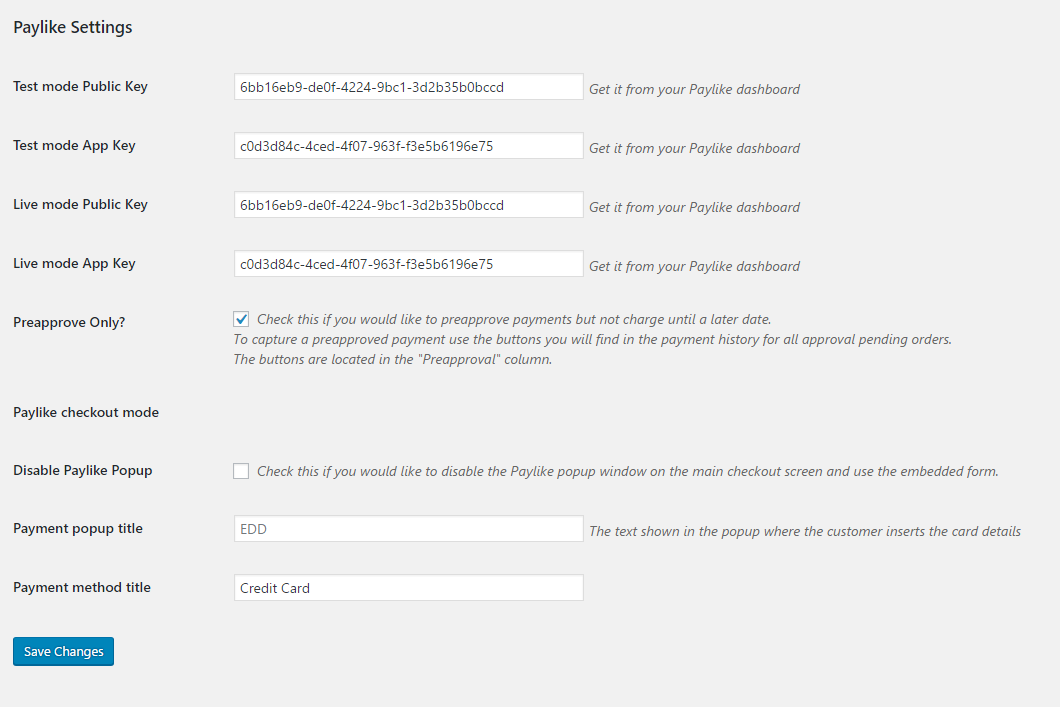 Paylike Settings
Test mode Public Key 6bb16eb9-de0f-4224-9bc1-3d2b35b0bccd Get it from your Paylike dashboard
Test mode App Key c0d3d84c-4ced-4f07-963f-f3e5b6196e75 Get it from your Paylike dashboard
Live mode Public Key 6bb16eb9-de0f-4224-9bc1-3d2b35b0bccd Get it from your Paylike dashboard
Live mode App Key c0d3d84c-4ced-4f07-963f-f3e5b6196e75 Get it from your Paylike dashboard
Preapprove Only? Check this if you would like to preapprove payments but not charge until a later date.
To capture a preapproved payment use the buttons you will find in the payment history for all approval pending orders.
The buttons are located in the "Preapproval" column.
Paylike checkout mode
Disable Paylike Popup Check this if you would like to disable the Paylike popup window on the main checkout screen and use the embedded form.
Payment popup title EDD The text shown in the popup where the customer inserts the card details
Payment method title Credit Card
Save Changes